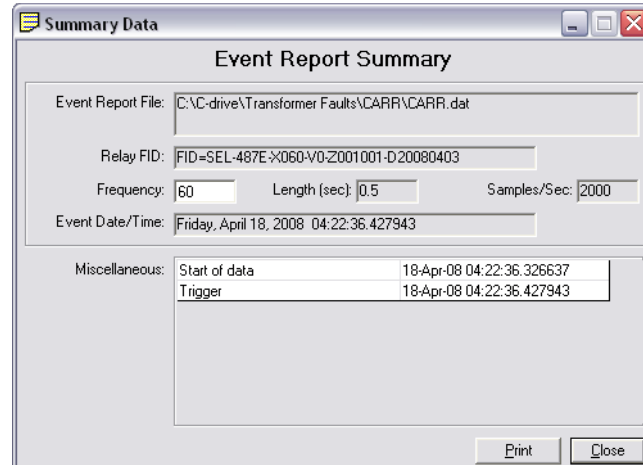 Summary Data
Event Report Summary
Event Report File: C:\C-drive\Transformer Faults\CARR\CARR.dat
Relay FID: FID=SEL-487E-X060-V0-Z001001-D20080403
Frequency: 60 Length (sec): 0.5 Samples/Sec: 2000
Event Date/Time: Friday, April 18, 2008 04:22:36.427943
Miscellaneous: Start of data 18-Apr-08 04:22:36.326637
Trigger 18-Apr-08 04:22:36.427943
Print Close